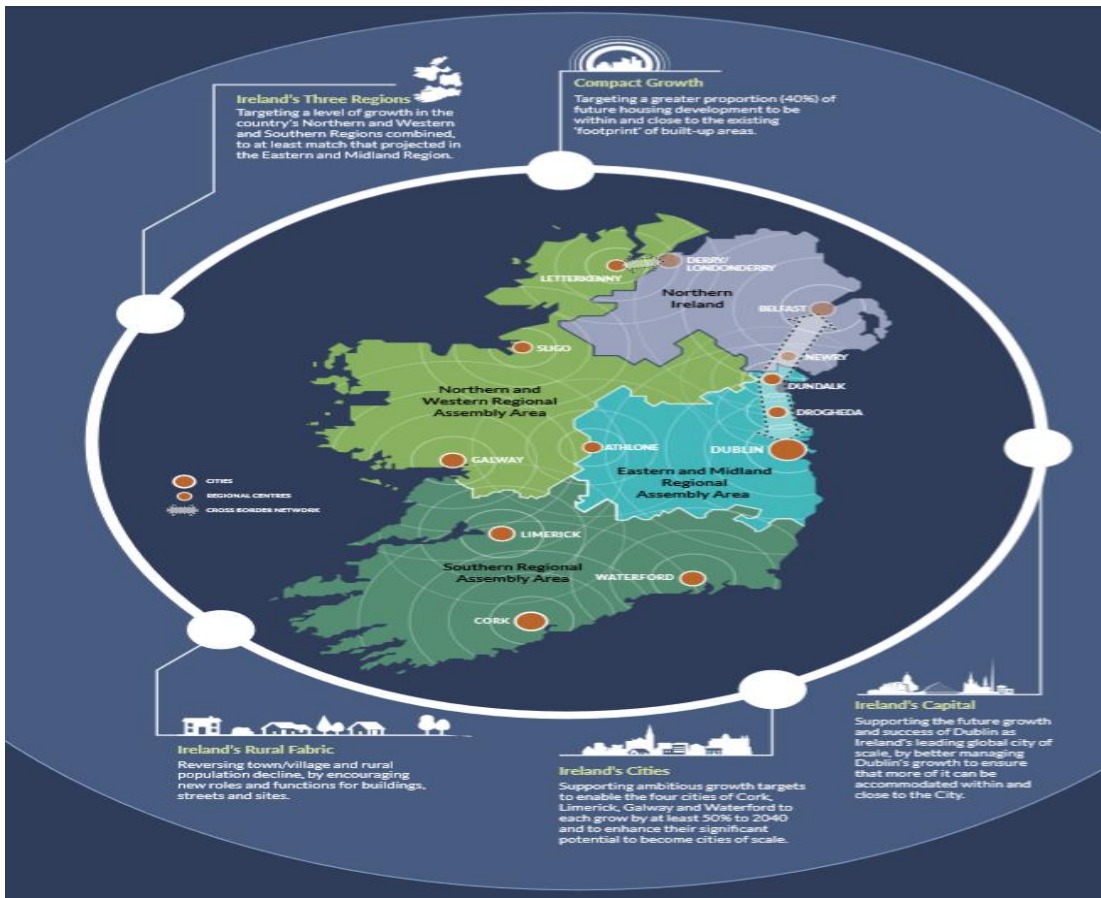 Ireland's Three Regions
Targeting a level of growth in the
country's Northern and Western
and Southern Regions combined,
to at least match that projected in
the Eastern and Midland Region.
Compact Growth
Targeting a greater proportion (40%) of
future housing development to be
within and close to the existing
'footprint' of built-up areas.
LETTERKENNY
DERRY/
LONDONDERRY
Northern
Ireland
BELFAST
SLIGO
NEWRY
DUNDALK
Northern and
Western Regional
Assembly Area
DROGHEDA
ATHLONE
DUBLIN
GALWAY
Eastern and Midland
Regional
Assembly Area
CITIES
REGIONAL CENTRES
CROSS BORDER NETWORK
LIMERICK
Southern Regional
Assembly Area
WATERFORD
CORK
Ireland's Rural Fabric
Reversing town/village and rural
population decline, by encouraging
new roles and functions for buildings,
streets and sites.
Ireland's Cities
Supporting ambitious growth targets
to enable the four cities of Cork,
Limerick, Galway and Waterford to
each grow by at least 50% to 2040
and to enhance their significant
potential to become cities of scale.
Ireland's Capital
Supporting the future growth
and success of Dublin as
Ireland's leading global city of
scale, by better managing
Dublin's growth to ensure
that more of it can be
accommodated within and
close to the City.